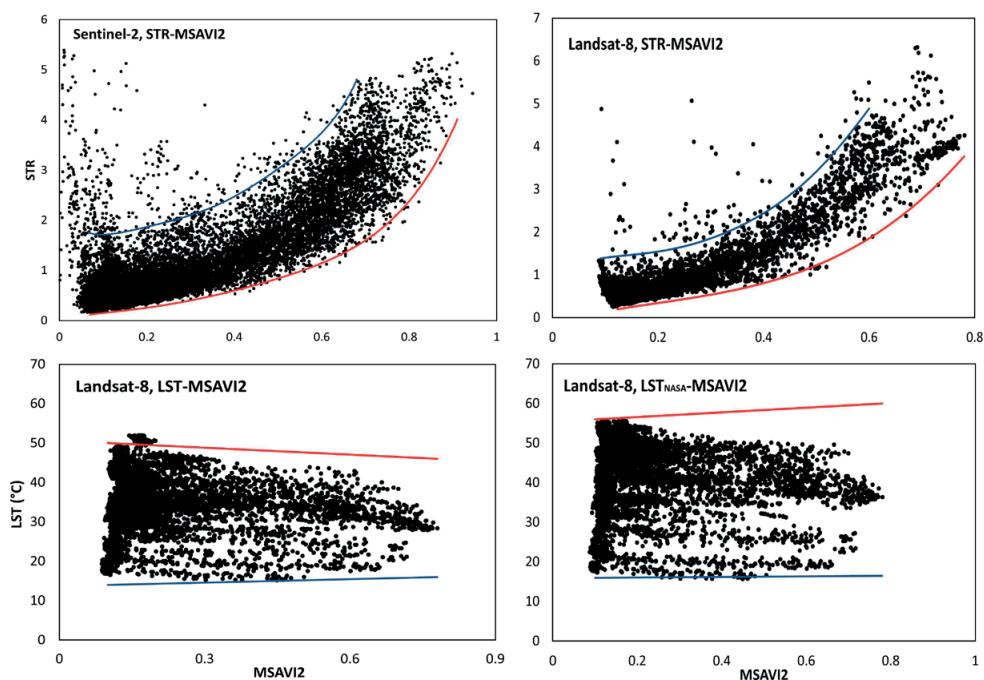 Sentinel-2, STR-MSAVI2
STR
6
5
4
3
2
1
0
0 0.2 0.4 0.6 0.8 1
Landsat-8, STR-MSAVI2
7
6
5
4
3
2
1
0
0 0.2 0.4 0.6 0.8
Landsat-8, LST-MSAVI2
LST (°C)
70
60
50
40
30
20
10
0
0 0.3 0.6 0.9
MSAVI2
Landsat-8, LSTNASA-MSAVI2
70
60
50
40
30
20
10
0
0 0.2 0.4 0.6 0.8 1
MSAVI2